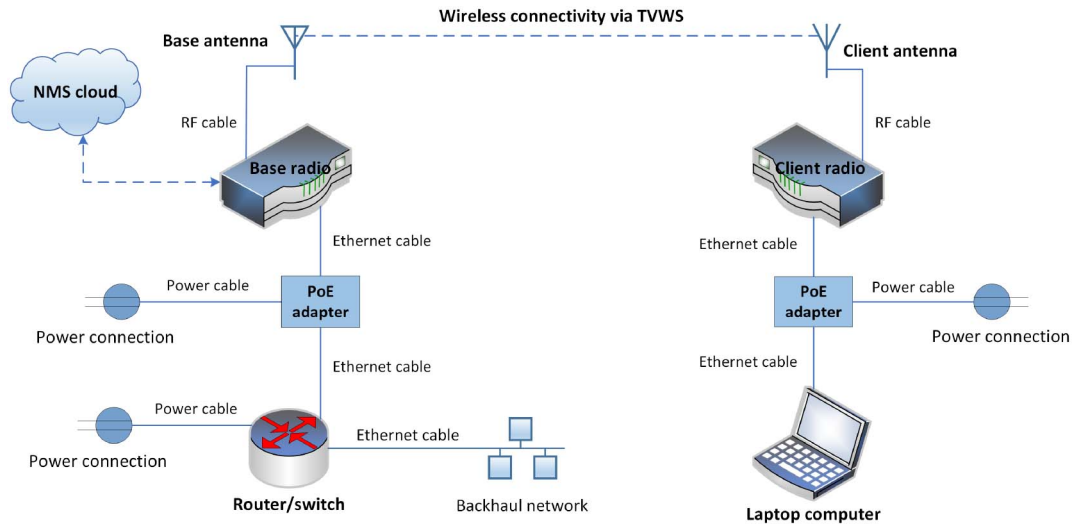 Wireless connectivity via TVWS
Base antenna
Client antenna
NMS cloud
RF cable
RF cable
Base radio
Client radio
Ethernet cable
Ethernet cable
Power cable
PoE
adapter
PoE
adapter
Power cable
Power connection
Power connection
Ethernet cable
Ethernet cable
Power cable
Ethernet cable
Power connection
Router/switch
Backhaul network
Laptop computer